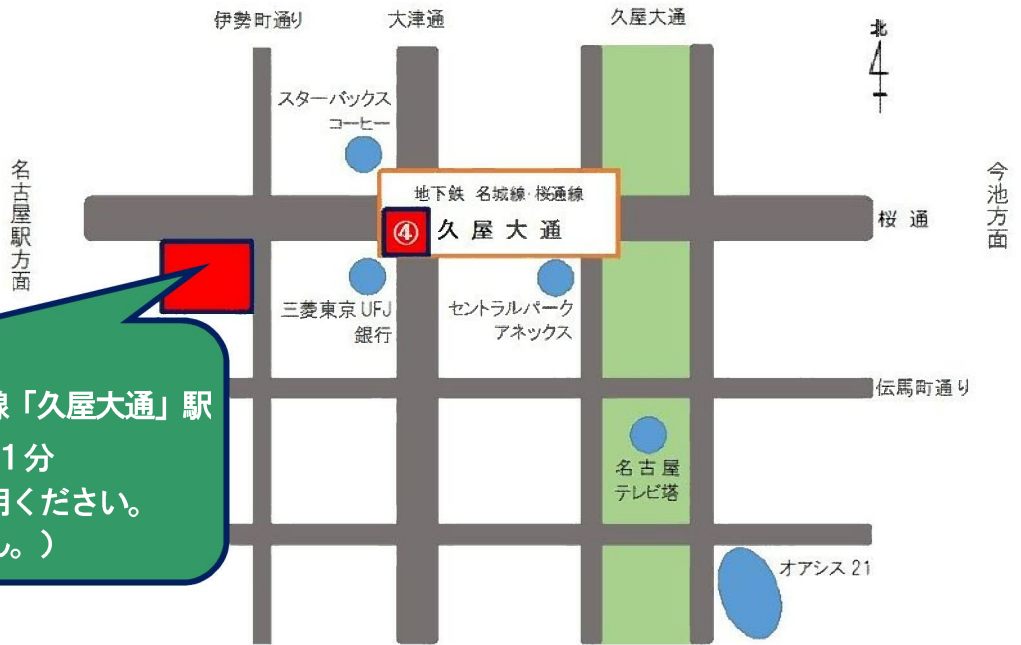 伊勢町通り
大津通
久屋大通
北
スターバックス
コーヒー
名古屋駅方面
今池方面
地下鉄 名城線・桜通線
④ 久屋大通
桜通
三菱東京UFJ
銀行
セントラルパーク
アネックス
線「久屋大通」駅
1分
用ください。
ん。）
伝馬町通り
名古屋
テレビ塔
オアシス21